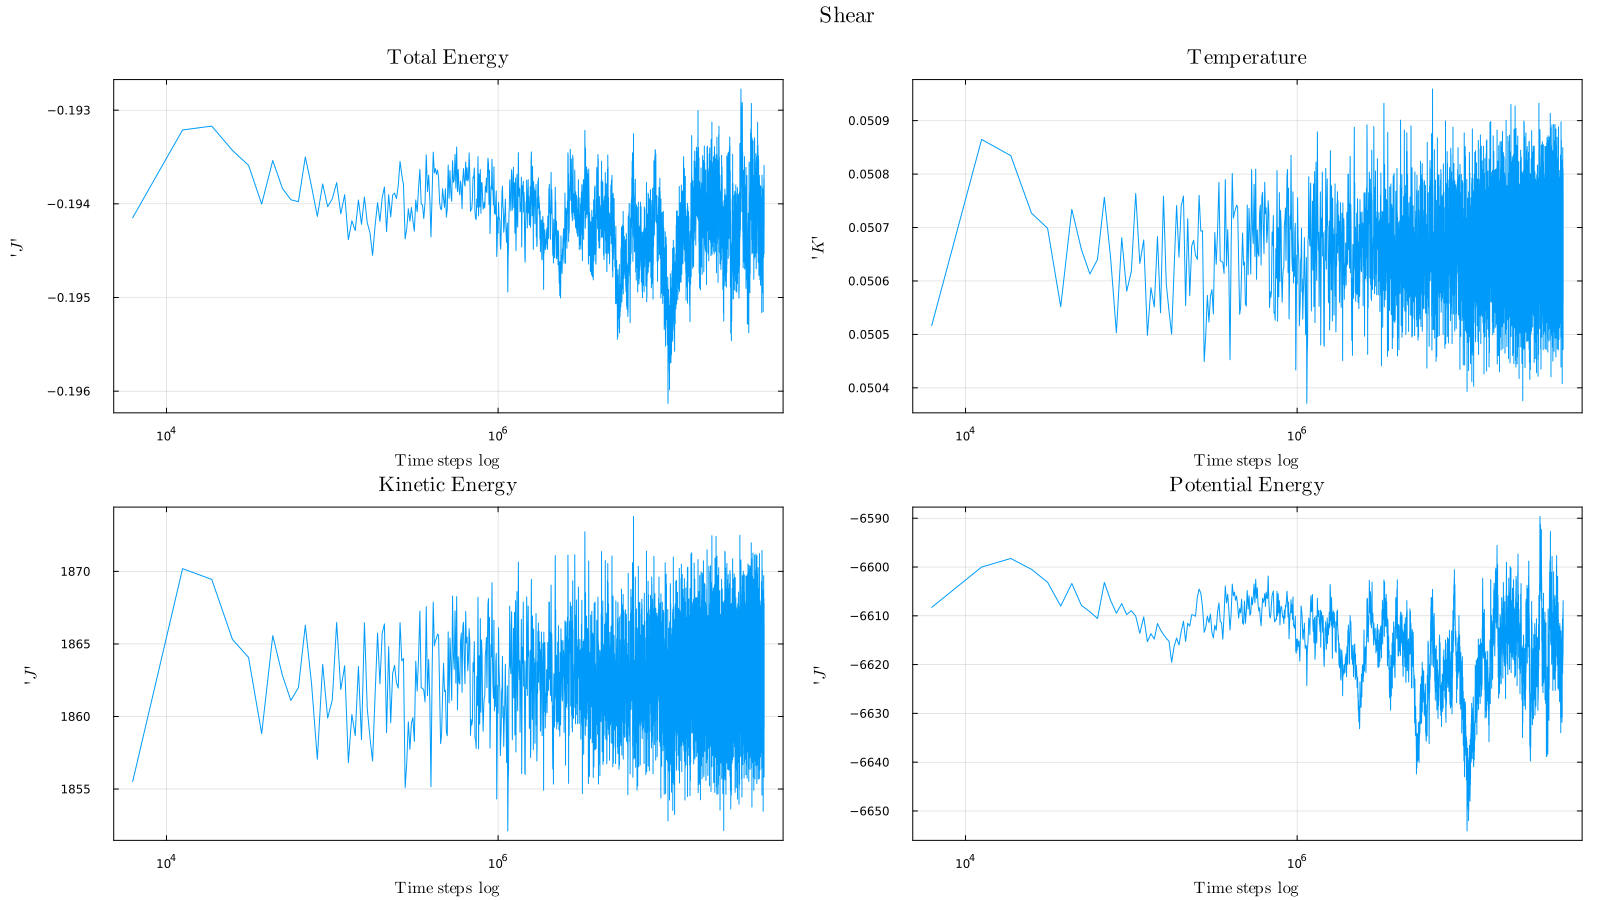 Shear
Total Energy
−0.193
−0.194
−0.195
−0.196
'J'
10^4
10^6
Time steps log
Temperature
0.0509
0.0508
0.0507
0.0506
0.0505
0.0504
'K'
10^4
10^6
Time steps log
Kinetic Energy
1870
1865
1860
1855
'J'
10^4
10^6
Time steps log
Potential Energy
−6590
−6600
−6610
−6620
−6630
−6640
−6650
'J'
10^4
10^6
Time steps log